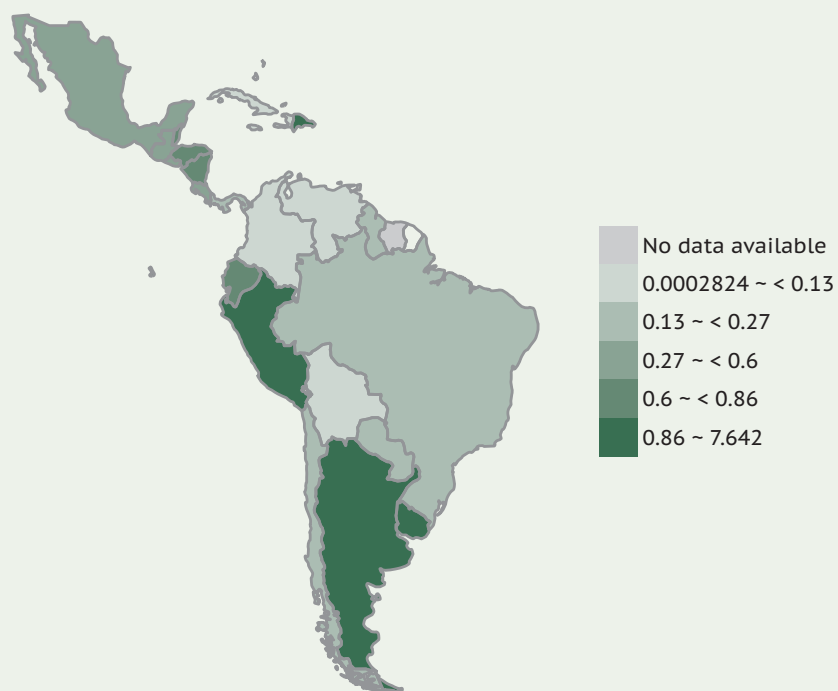 No data available
0.0002824 ~ < 0.13
0.13 ~ < 0.27
0.27 ~ < 0.6
0.6 ~ < 0.86
0.86 ~ 7.642